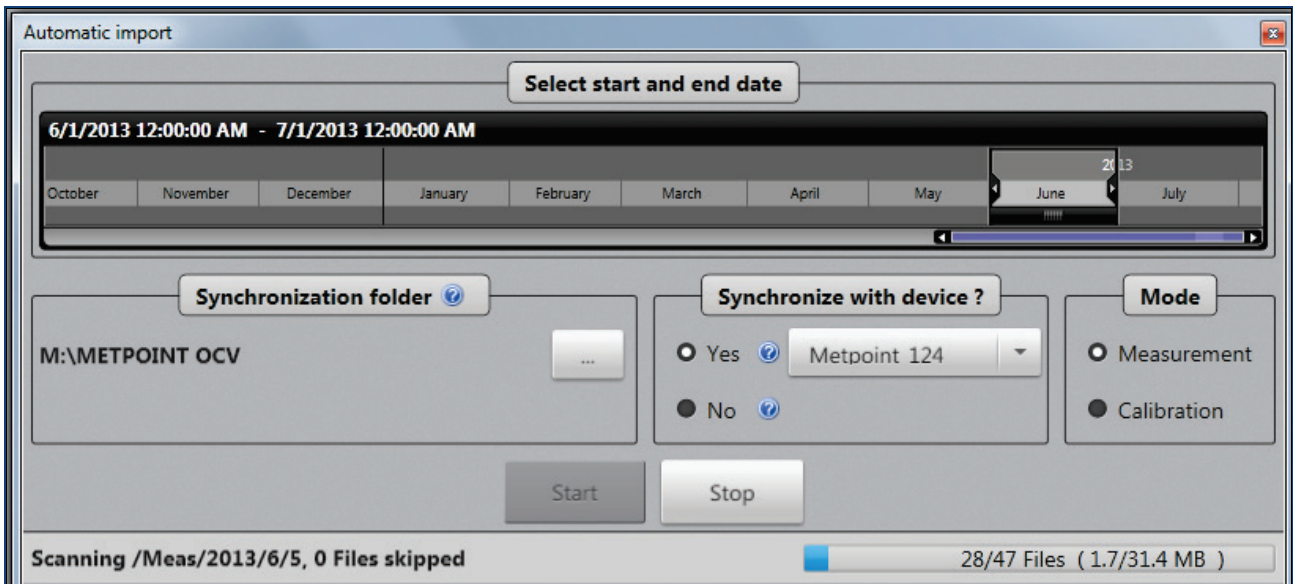 Automatic import
Select start and end date
6/1/2013 12:00:00 AM - 7/1/2013 12:00:00 AM
2013
October November December January February March April May June July
Synchronization folder ?
Synchronize with device ?
Mode
M:\METPOINT OCV
...
Yes ? Metpoint 124
Measurement
No ?
Calibration
Start
Stop
Scanning /Meas/2013/6/5, 0 Files skipped
28/47 Files ( 1.7/31.4 MB )